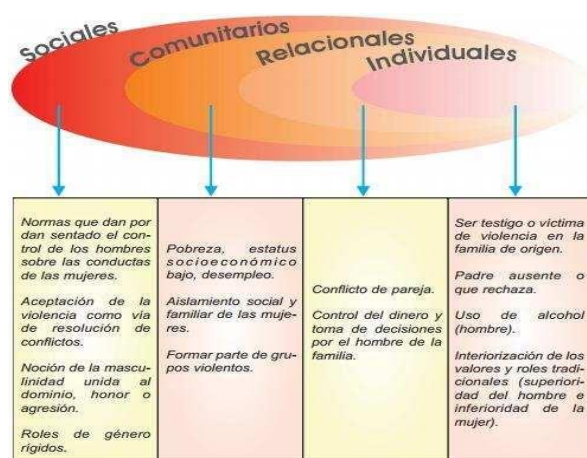 Sociales
Comunitarios
Relacionales
Individuales
Normas que dan por
dan sentado el con-
trol de los hombres
sobre las conductas
de las mujeres.
Aceptación de la
violencia como vía
de resolución de
conflictos.
Noción de la mascu-
linidad unida al
dominio, honor o
agresión.
Roles de género
rígidos.
Pobreza, estatus
socioeconómico
bajo, desempleo.
Aislamiento social y
familiar de las muje-
res.
Formar parte de gru-
pos violentos.
Conflicto de pareja.
Control del dinero y
toma de decisiones
por el hombre de la
familia.
Ser testigo o víctima
de violencia en la
familia de origen.
Padre ausente o
que rechaza.
Uso de alcohol
(hombre).
Interiorización de los
valores y roles tradi-
cionales (superiori-
dad del hombre e
inferioridad de la
mujer).